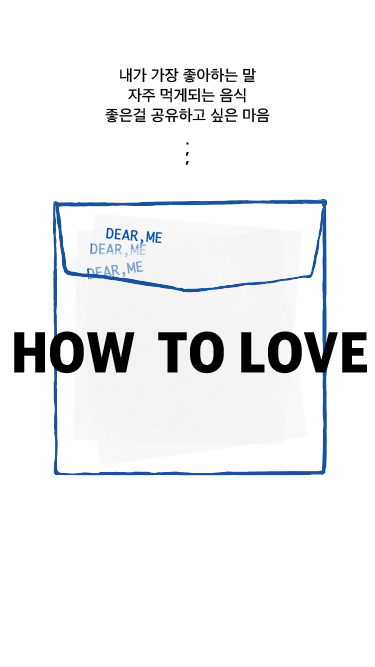 내가 가장 좋아하는 말
자주 먹게되는 음식
좋은걸 공유하고 싶은 마음
;
,
DEAR,ME
DEAR,ME
DEAR,ME
HOW TO LOVE